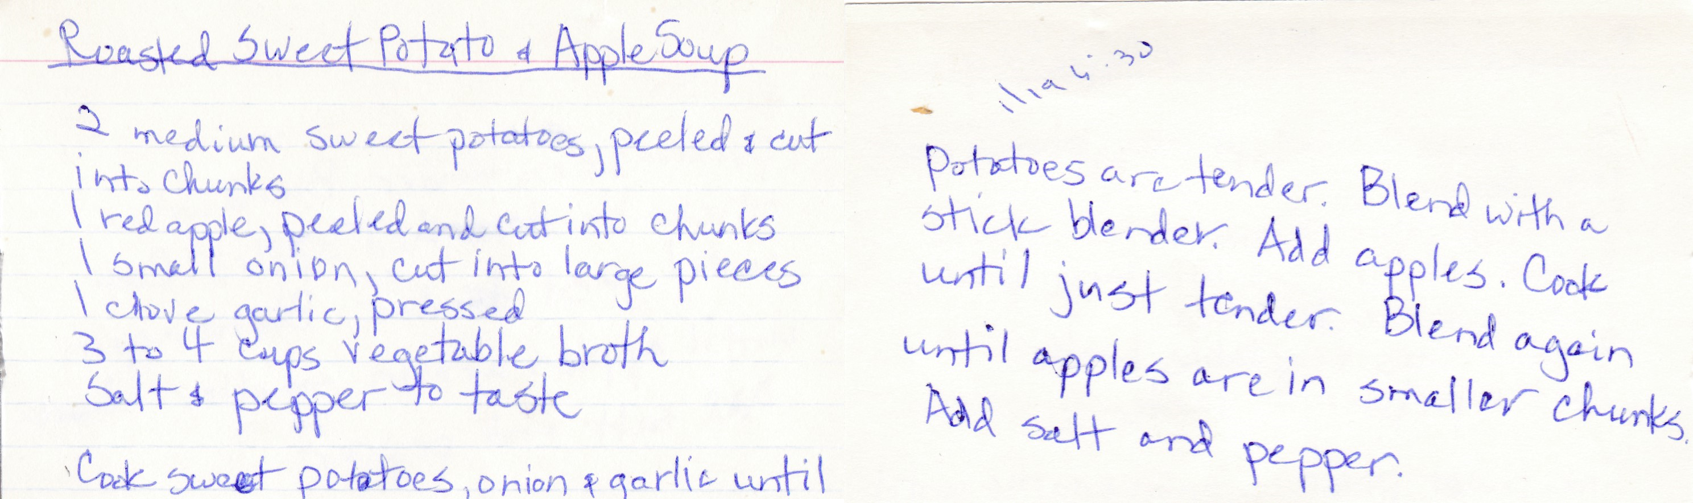 Roasted Sweet Potato & Apple Soup
2 medium sweet potatoes, peeled & cut
into chunks
1 red apple, peeled and cut into chunks
1 small onion, cut into large pieces
1 clove garlic, pressed
3 to 4 cups vegetable broth
Salt & pepper to taste
Cook sweet potatoes, onion & garlic until
4:30
potatoes are tender. Blend with a
stick blender. Add apples. Cook
until just tender. Blend again
until apples are in smaller chunks.
Add salt and pepper.